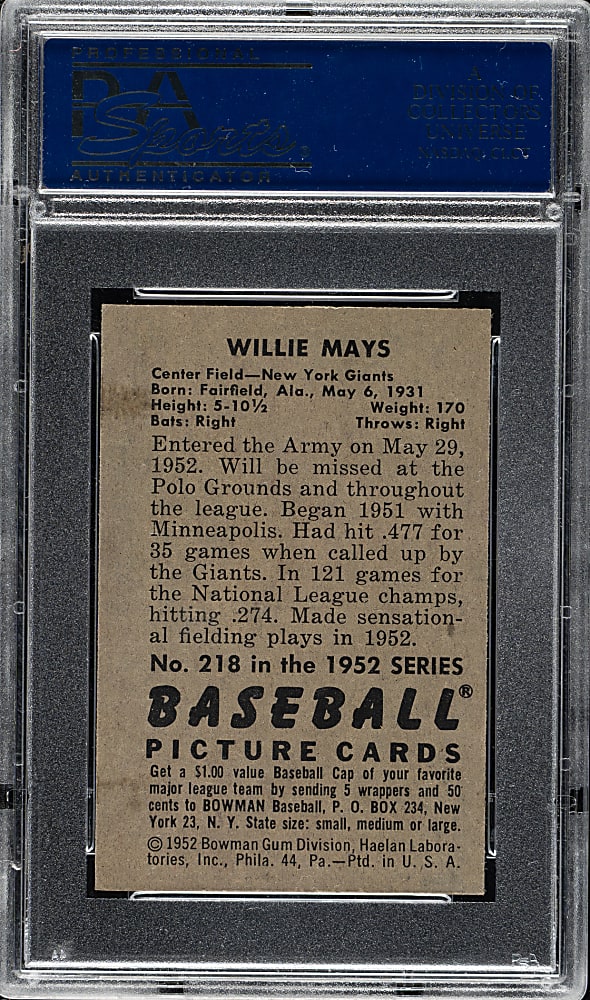 PROFESSIONAL
PSA
Sports
AUTHENTICATOR
A
DIVISION OF
COLLECTORS
UNIVERSE
NASDAQ: CLCT
WILLIE MAYS
Center Field—New York Giants
Born: Fairfield, Ala., May 6, 1931
Height: 5-10½ Weight: 170
Bats: Right Throws: Right
Entered the Army on May 29,
1952. Will be missed at the
Polo Grounds and throughout
the league. Began 1951 with
Minneapolis. Had hit .477 for
35 games when called up by
the Giants. In 121 games for
the National League champs,
hitting .274. Made sensation-
al fielding plays in 1952.
No. 218 in the 1952 SERIES
BASEBALL®
PICTURE CARDS
Get a $1.00 value Baseball Cap of your favorite
major league team by sending 5 wrappers and 50
cents to BOWMAN Baseball, P. O. BOX 234, New
York 23, N. Y. State size: small, medium or large.
© 1952 Bowman Gum Division, Haelan Labora-
tories, Inc., Phila. 44, Pa.—Ptd. in U. S. A.
PSA